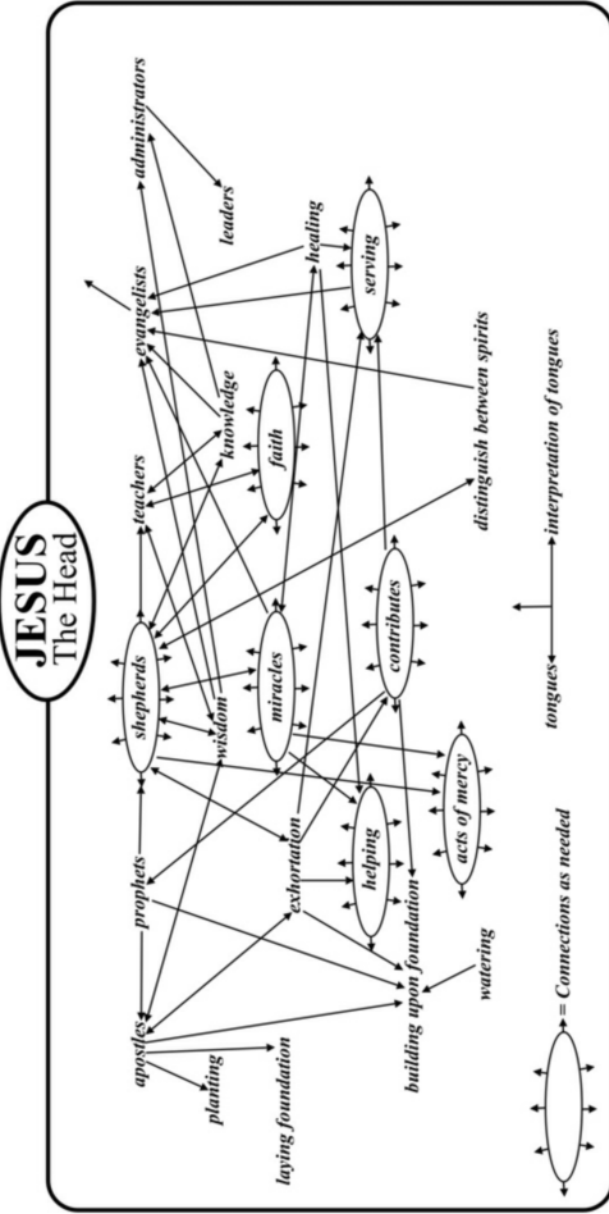 JESUS
The Head
apostles
prophets
shepherds
teachers
evangelists
administrators
planting
wisdom
knowledge
leaders
laying foundation
exhortation
miracles
faith
healing
building upon foundation
helping
contributes
serving
watering
acts of mercy
distinguish between spirits
tongues
interpretation of tongues
= Connections as needed